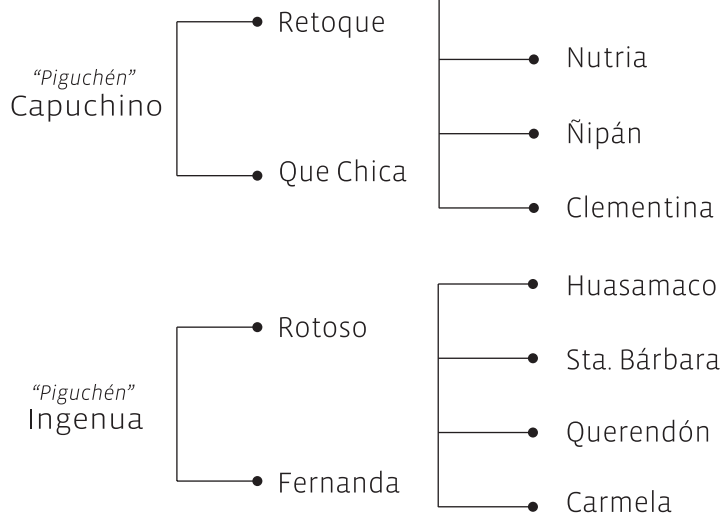 Retoque
“Piguchén”
Capuchino
Que Chica
Nutria
Ñipán
Clementina
“Piguchén”
Ingenua
Rotoso
Fernanda
Huasamaco
Sta. Bárbara
Querendón
Carmela